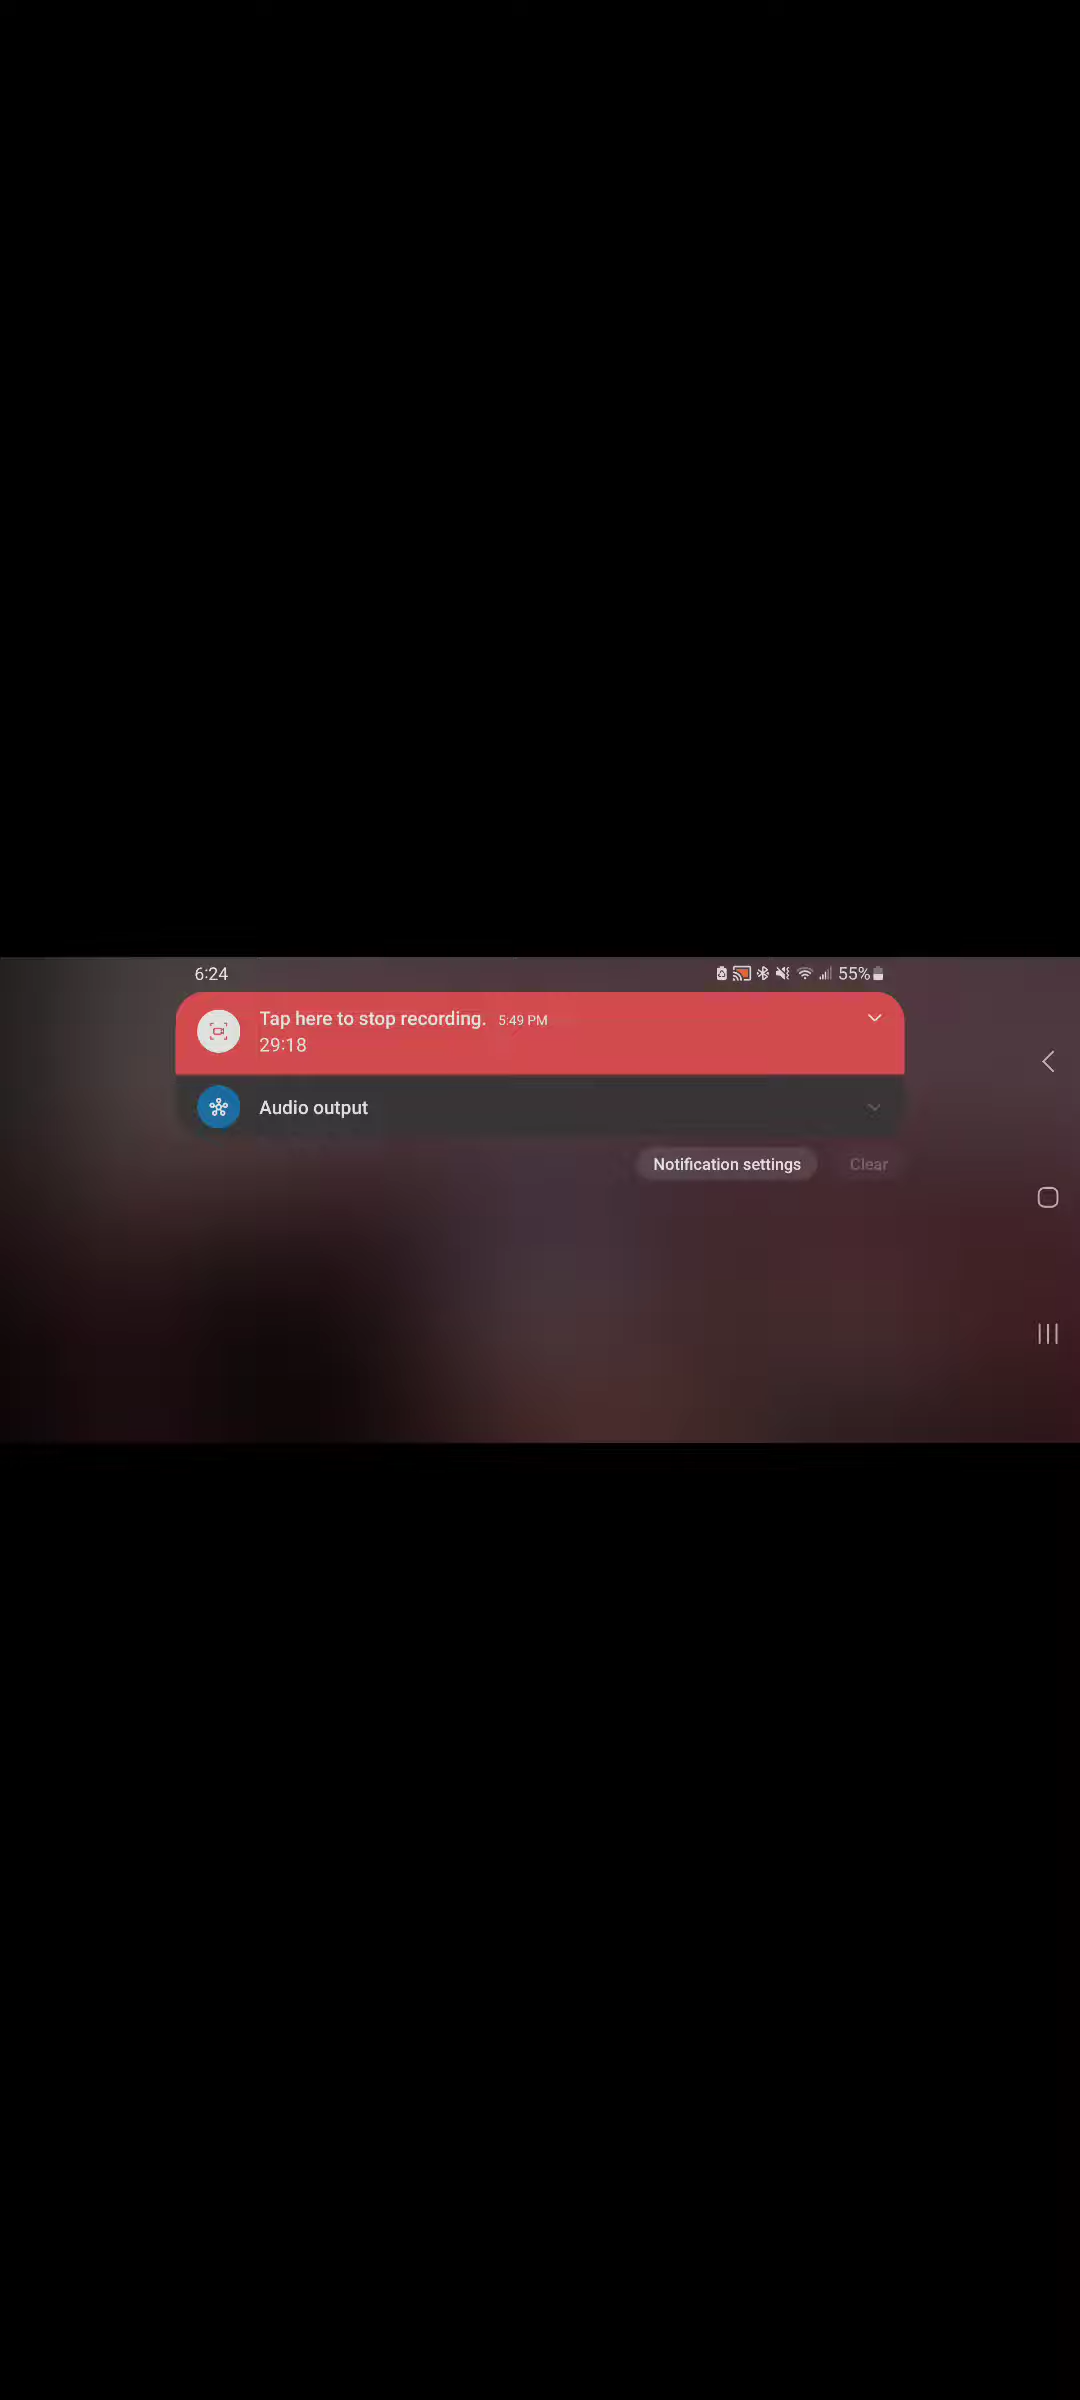 6:24
55%
Tap here to stop recording. 5:49 PM
29:18
Audio output
Notification settings
Clear